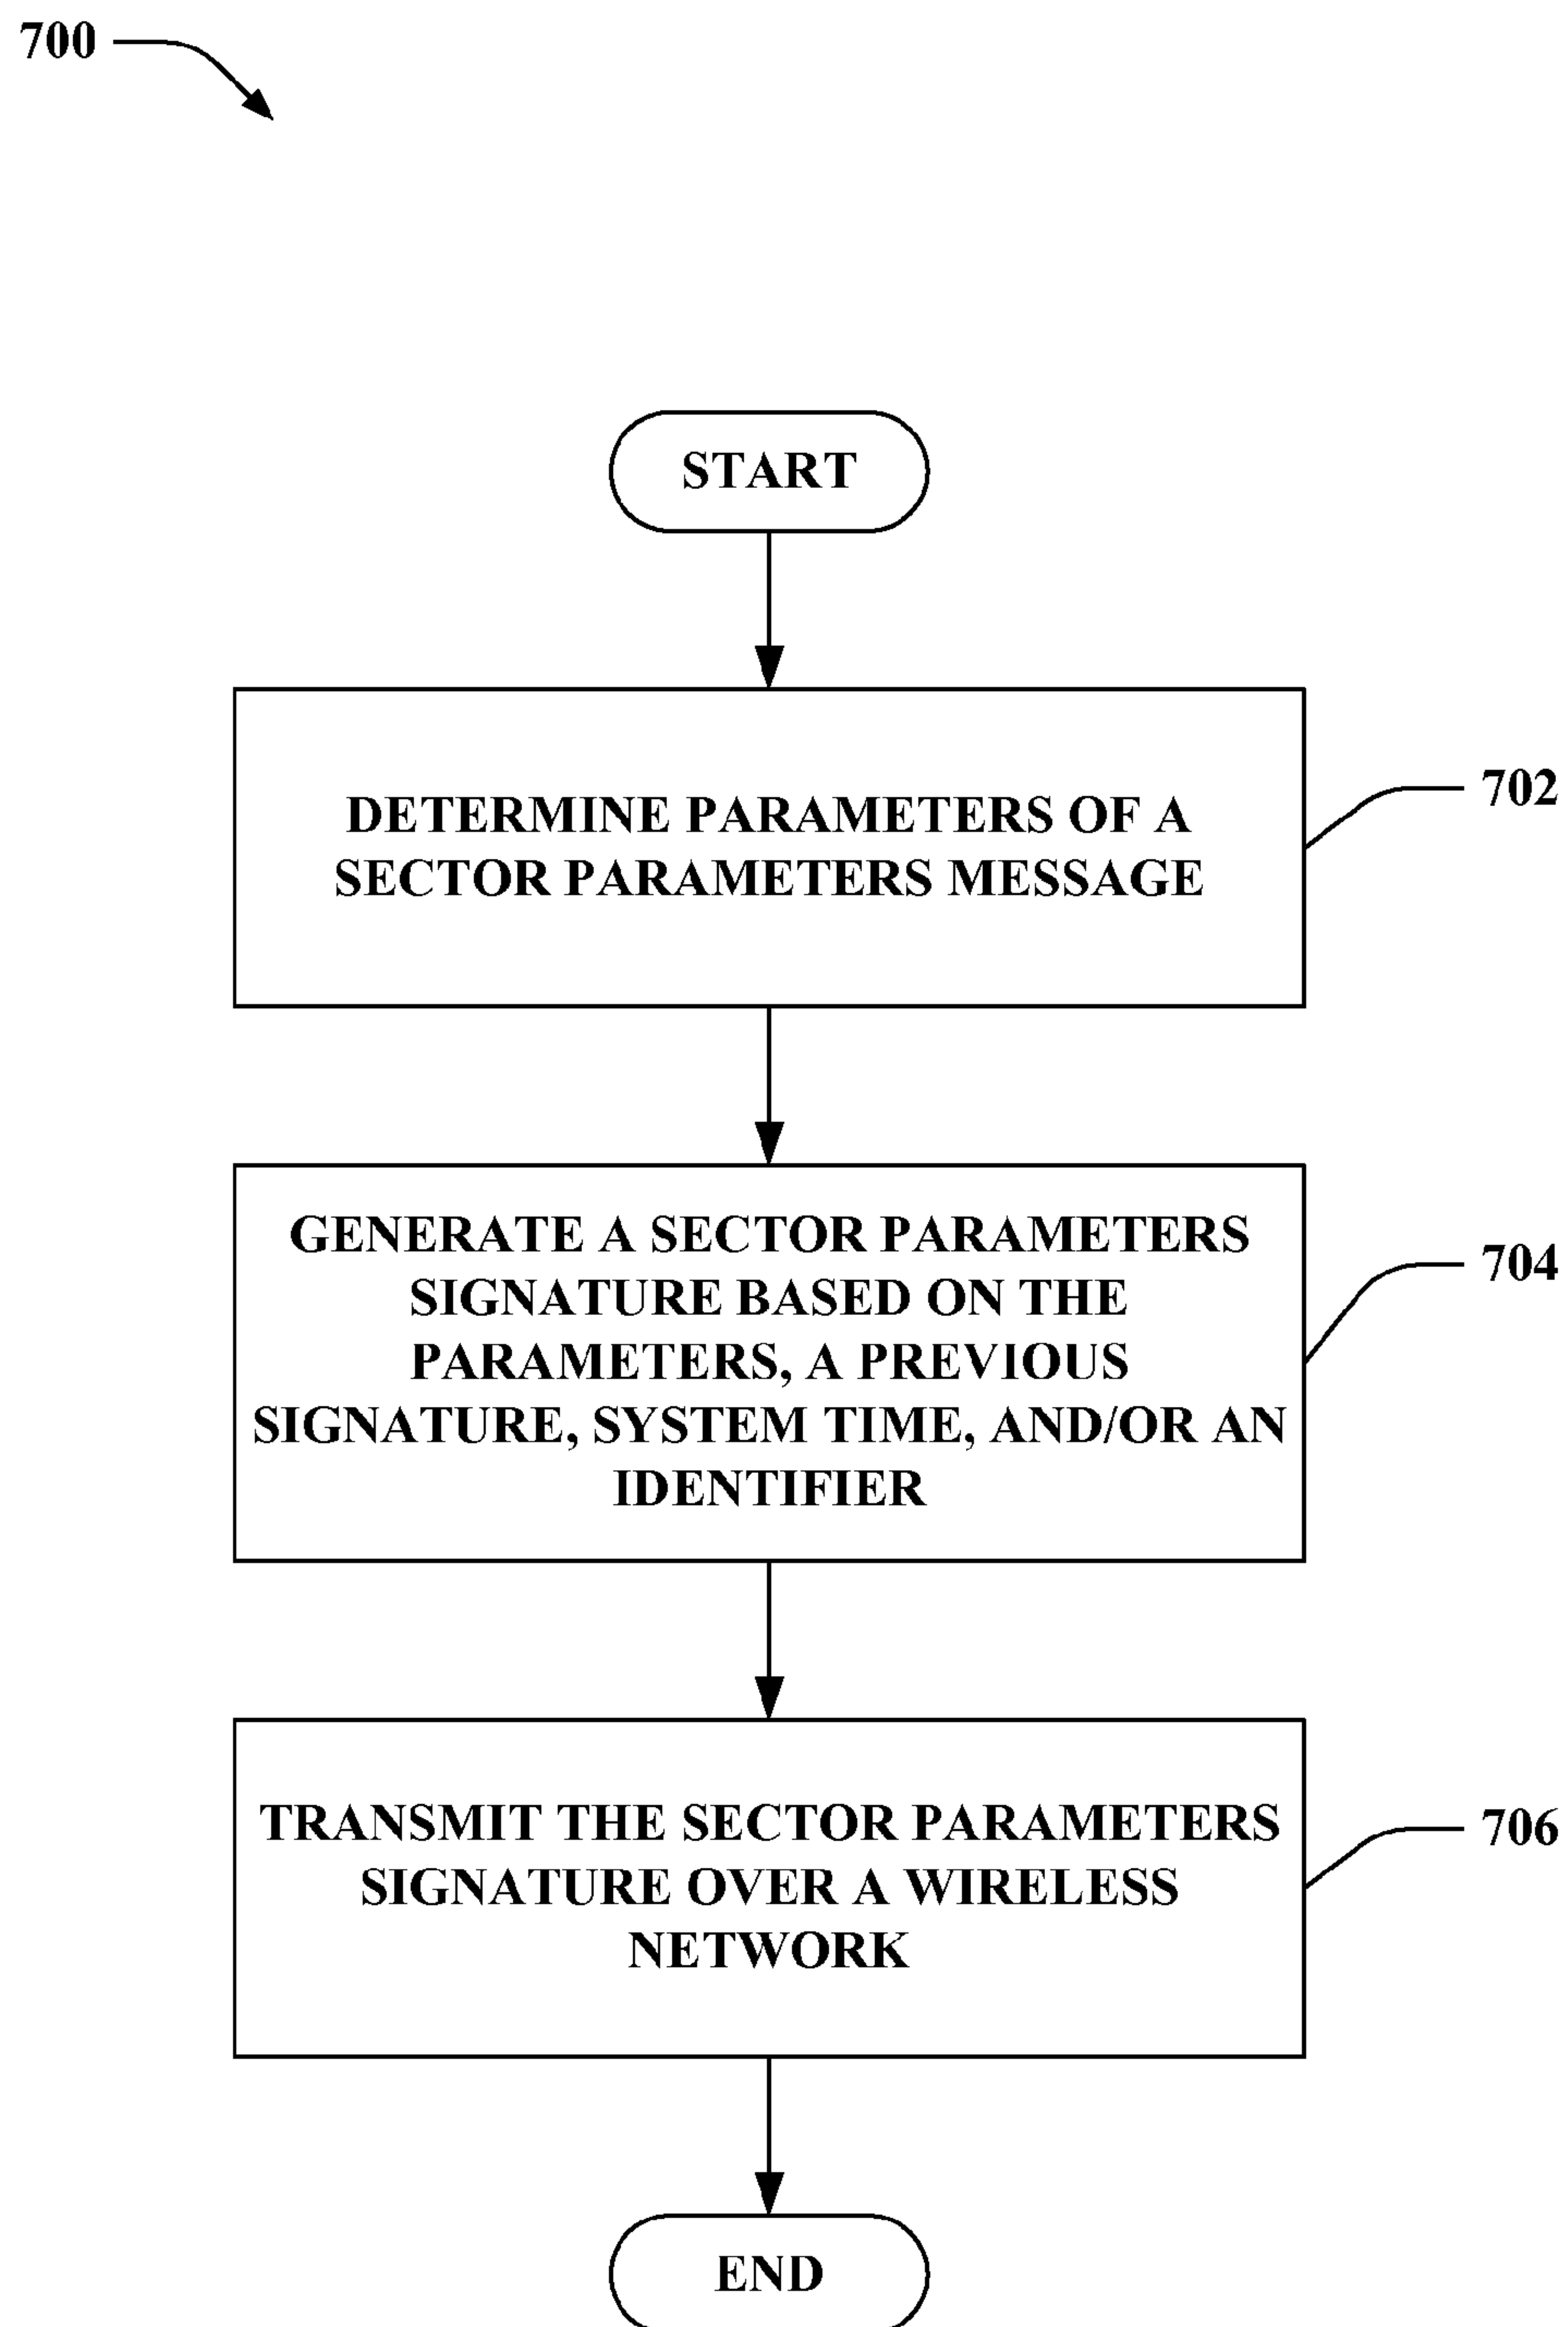 700
START
DETERMINE PARAMETERS OF A
SECTOR PARAMETERS MESSAGE
702
GENERATE A SECTOR PARAMETERS
SIGNATURE BASED ON THE
PARAMETERS, A PREVIOUS
SIGNATURE, SYSTEM TIME, AND/OR AN
IDENTIFIER
704
TRANSMIT THE SECTOR PARAMETERS
SIGNATURE OVER A WIRELESS
NETWORK
706
END